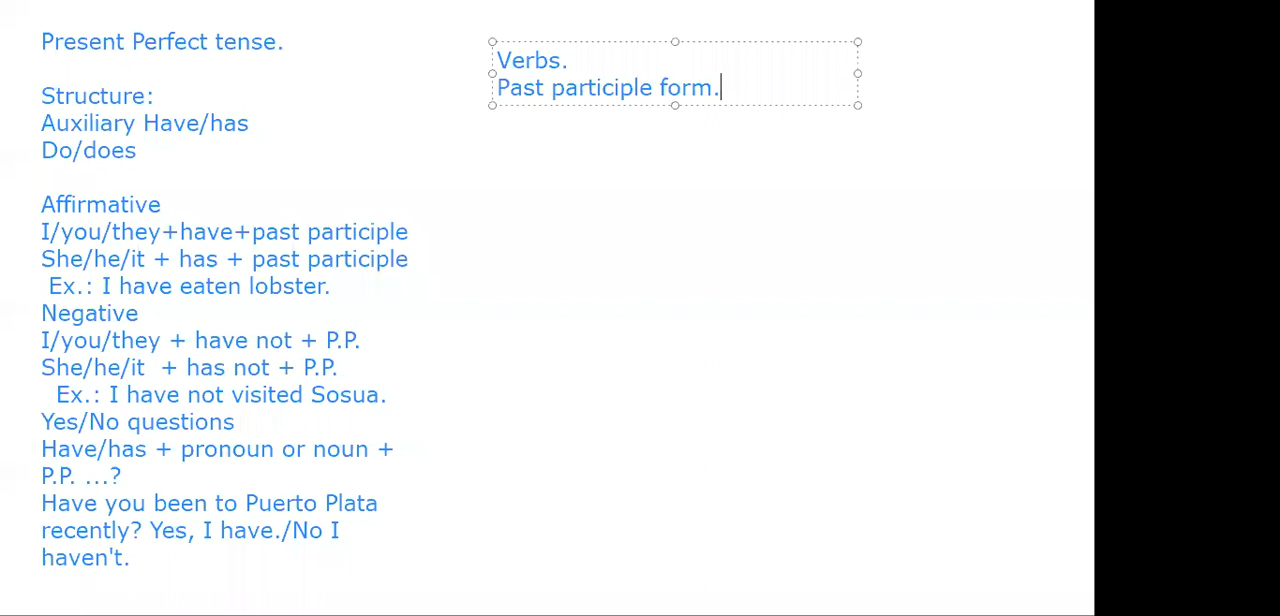 Present Perfect tense.
Structure:
Auxiliary Have/has
Do/does
Affirmative
I/you/they+have+past participle
She/he/it + has + past participle
Ex.: I have eaten lobster.
Negative
I/you/they + have not + P.P.
She/he/it  + has not + P.P.
Ex.: I have not visited Sosua.
Yes/No questions
Have/has + pronoun or noun +
P.P. ...?
Have you been to Puerto Plata
recently? Yes, I have./No I
haven't.
Verbs.
Past participle form.